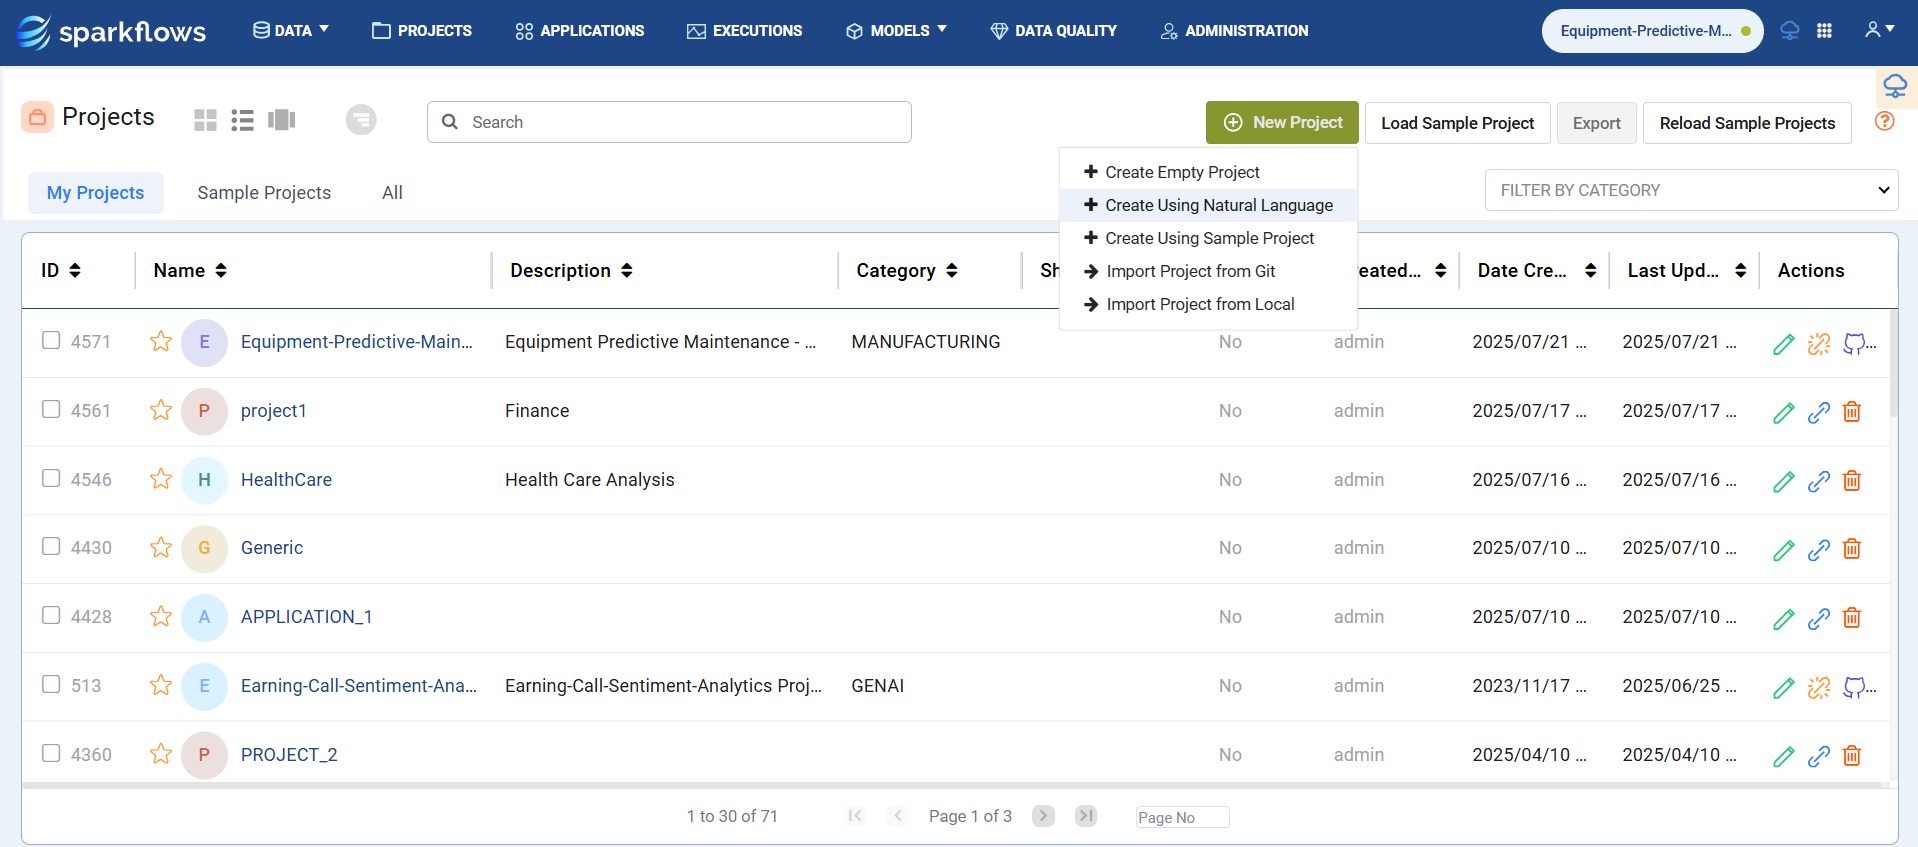 sparkflows
DATA
PROJECTS
APPLICATIONS
EXECUTIONS
MODELS
DATA QUALITY
ADMINISTRATION
Equipment-Predictive-M...
Projects
Search
New Project
Load Sample Project
Export
Reload Sample Projects
Create Empty Project
Create Using Natural Language
Create Using Sample Project
Import Project from Git
Import Project from Local
My Projects
Sample Projects
All
FILTER BY CATEGORY
ID Name Description Category Sh eated... Date Cre... Last Upd... Actions
4571 E Equipment-Predictive-Main... Equipment Predictive Maintenance - ... MANUFACTURING No admin 2025/07/21 ... 2025/07/21 ... ...
4561 P project1 Finance No admin 2025/07/17 ... 2025/07/17 ...
4546 H HealthCare Health Care Analysis No admin 2025/07/16 ... 2025/07/16 ...
4430 G Generic No admin 2025/07/10 ... 2025/07/10 ...
4428 A APPLICATION_1 No admin 2025/07/10 ... 2025/07/10 ...
513 E Earning-Call-Sentiment-Ana... Earning-Call-Sentiment-Analytics Proj... GENAI No admin 2023/11/17 ... 2025/06/25 ... ...
4360 P PROJECT_2 No admin 2025/04/10 ... 2025/04/10 ...
1 to 30 of 71
Page 1 of 3
Page No